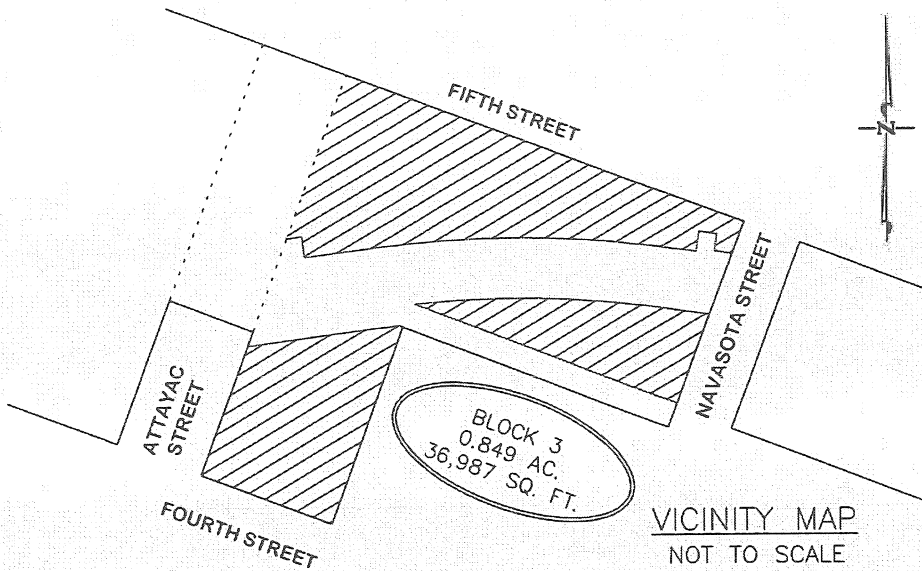 FIFTH STREET
N
NAVASOTA STREET
ATTAYAC
STREET
BLOCK 3
0.849 AC.
36,987 SQ. FT.
FOURTH STREET
VICINITY MAP
NOT TO SCALE